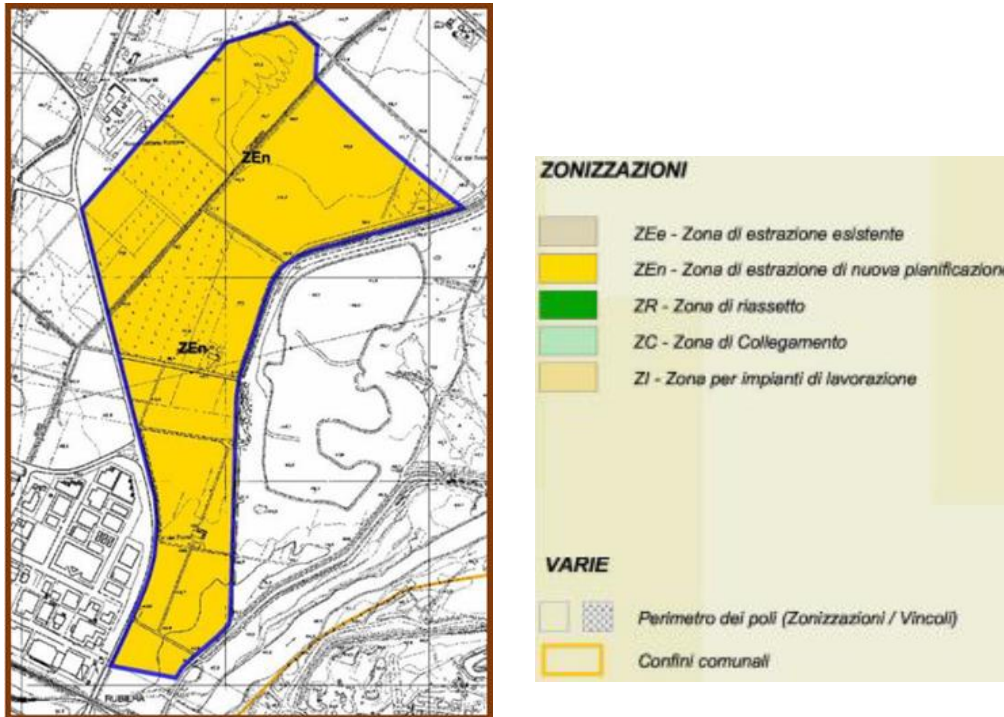 ZEn
ZEn
RUBIERA
ZONIZZAZIONI
ZEe - Zona di estrazione esistente
ZEn - Zona di estrazione di nuova pianificazione
ZR - Zona di riassetto
ZC - Zona di Collegamento
ZI - Zona per impianti di lavorazione
VARIE
Perimetro dei poli (Zonizzazioni / Vincoli)
Confini comunali